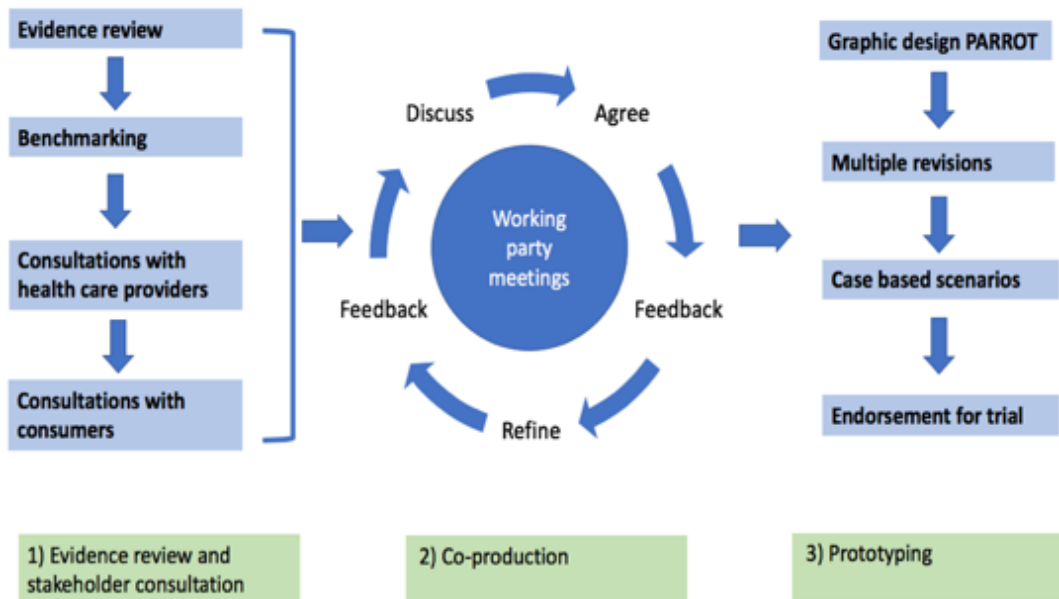 Evidence review
Benchmarking
Consultations with
health care providers
Consultations with
consumers
Discuss
Agree
Working
party
meetings
Feedback
Feedback
Refine
Graphic design PARROT
Multiple revisions
Case based scenarios
Endorsement for trial
1) Evidence review and
stakeholder consultation
2) Co-production
3) Prototyping